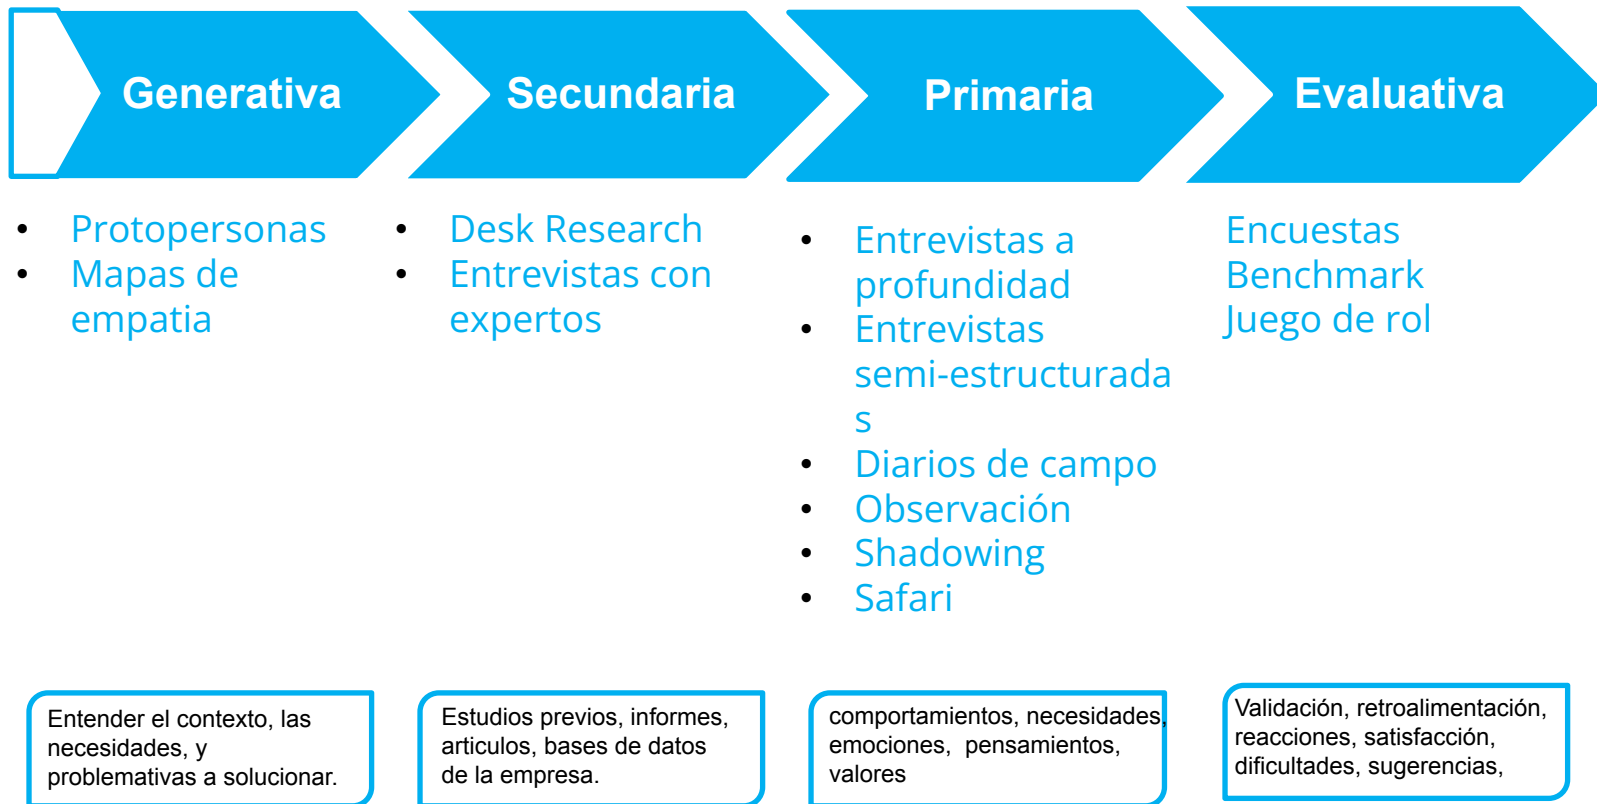 Generativa
Secundaria
Primaria
Evaluativa
• Protopersonas
• Mapas de
empatia
• Desk Research
• Entrevistas con
expertos
• Entrevistas a
profundidad
• Entrevistas
semi-estructurada
s
• Diarios de campo
• Observación
• Shadowing
• Safari
Encuestas
Benchmark
Juego de rol
Entender el contexto, las
necesidades, y
problemativas a solucionar.
Estudios previos, informes,
articulos, bases de datos
de la empresa.
comportamientos, necesidades,
emociones, pensamientos,
valores
Validación, retroalimentación,
reacciones, satisfacción,
dificultades, sugerencias,